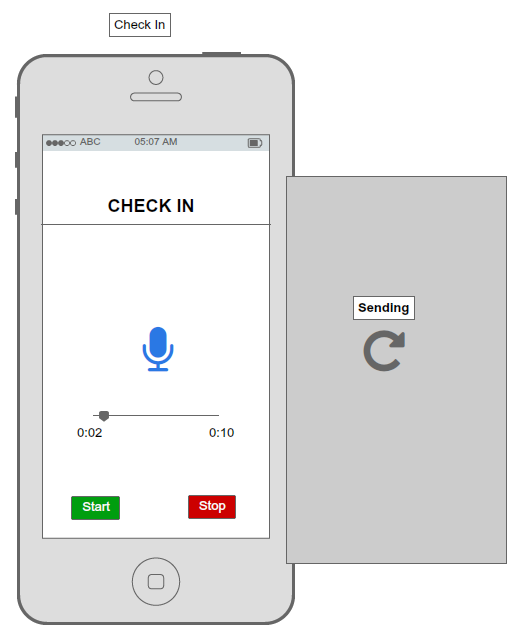 Check In
ABC 05:07 AM
CHECK IN
Sending
0:02 0:10
Start Stop